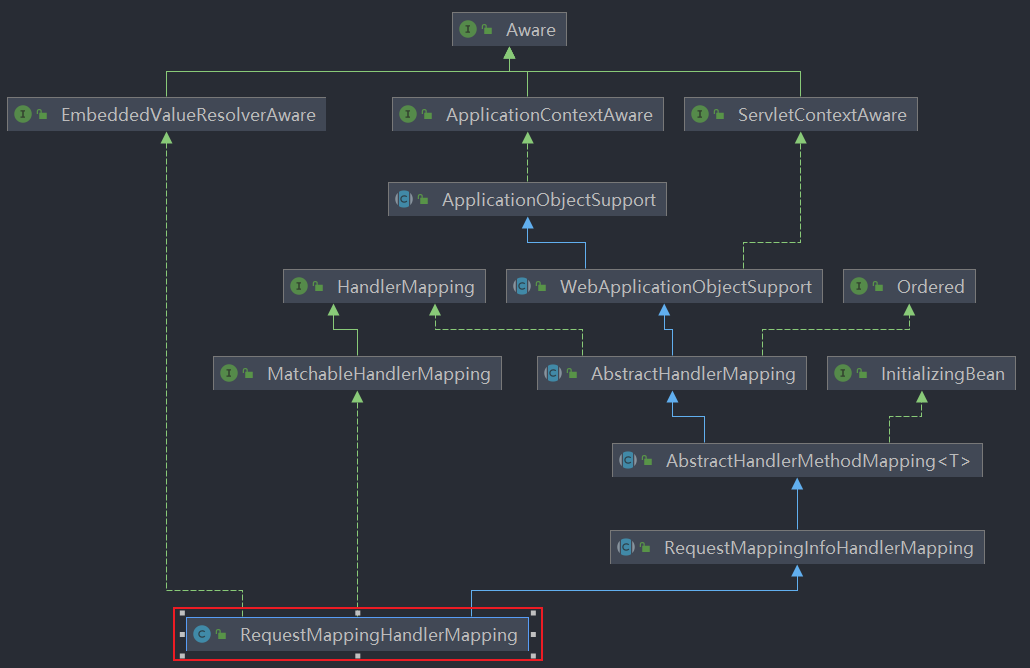 Aware
EmbeddedValueResolverAware
ApplicationContextAware
ServletContextAware
ApplicationObjectSupport
HandlerMapping
WebApplicationObjectSupport
Ordered
MatchableHandlerMapping
AbstractHandlerMapping
InitializingBean
AbstractHandlerMethodMapping<T>
RequestMappingInfoHandlerMapping
RequestMappingHandlerMapping